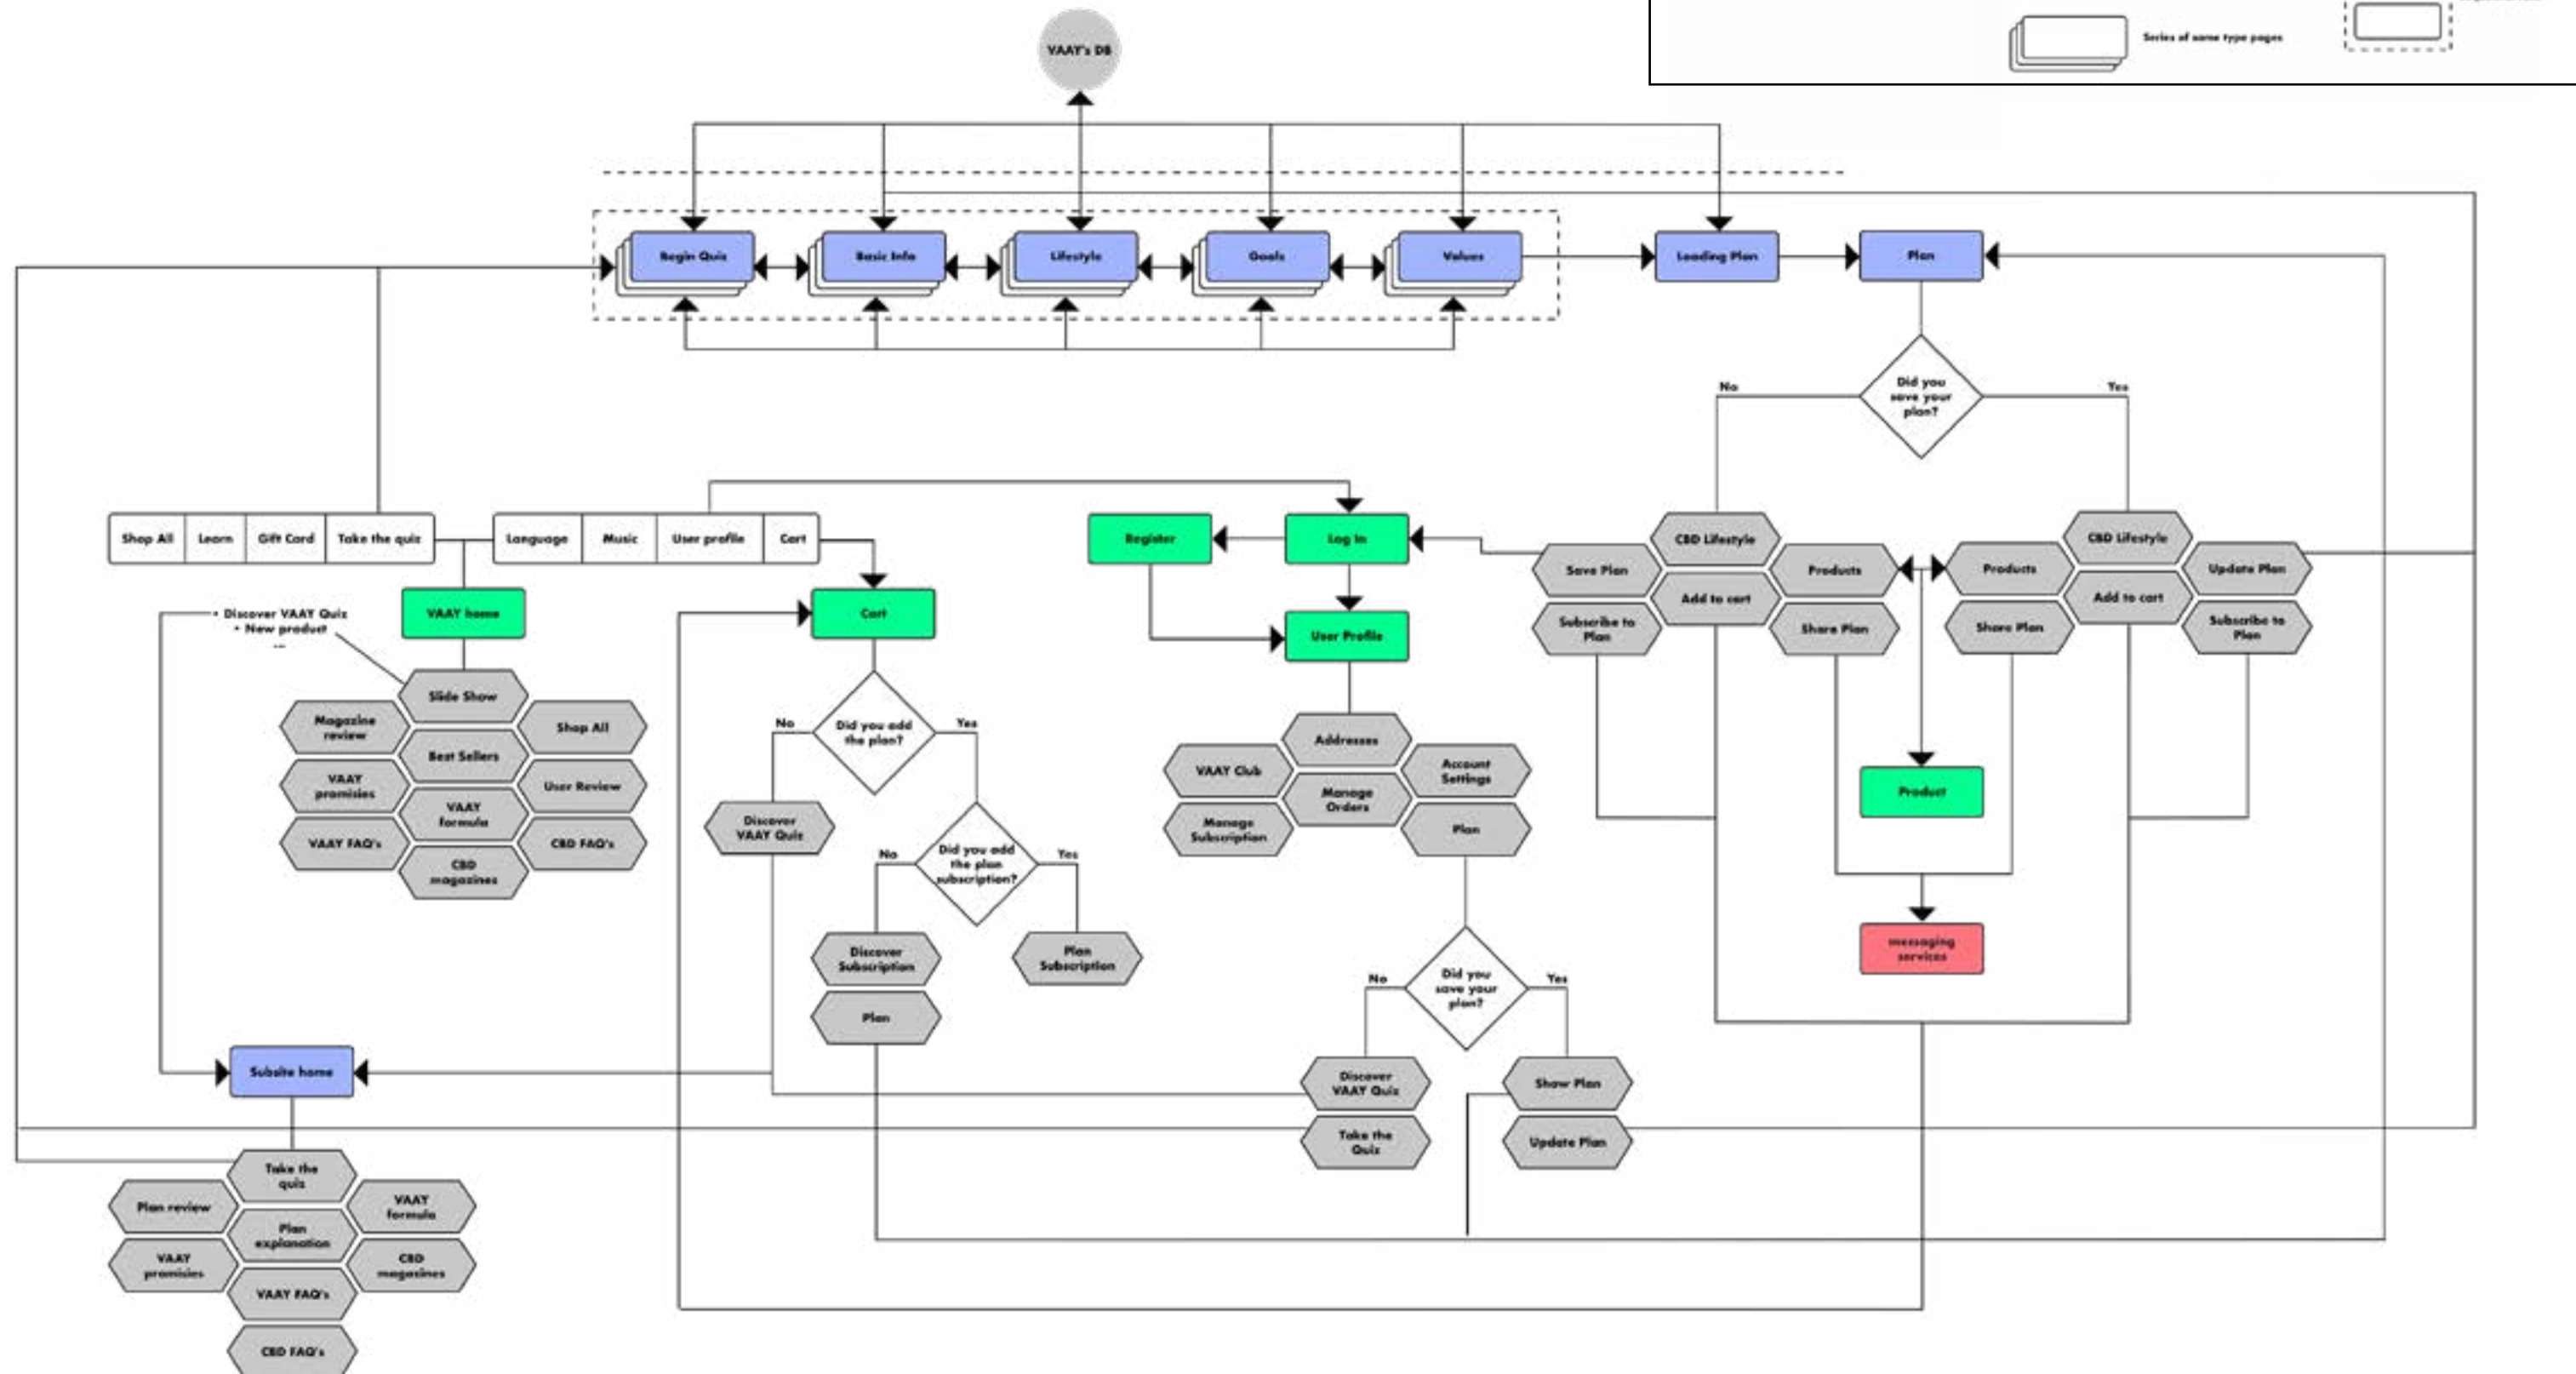 VAAY's DB
Series of same type pages
Begin Quiz
Basic Info
Lifestyle
Goals
Values
Loading Plan
Plan
Did you
save your
plan?
No
Yes
Shop All
Learn
Gift Card
Take the quiz
Language
Music
User profile
Cart
Register
Log In
CBD Lifestyle
Save Plan
Products
Add to cart
Subscribe to
Plan
Share Plan
CBD Lifestyle
Products
Update Plan
Add to cart
Share Plan
Subscribe to
Plan
• Discover VAAY Quiz
• New product
...
VAAY home
Cart
User Profile
Slide Show
Magazine
review
Shop All
Best Sellers
VAAY
promisies
User Review
VAAY
formula
VAAY FAQ's
CBD FAQ's
CBD
magazines
No
Did you add
the plan?
Yes
Discover
VAAY Quiz
No
Did you add
the plan
subscription?
Yes
Discover
Subscription
Plan
Subscription
Plan
Addresses
VAAY Club
Account
Settings
Manage
Orders
Manage
Subscription
Plan
Product
messaging
services
No
Did you
save your
plan?
Yes
Discover
VAAY Quiz
Show Plan
Take the
Quiz
Update Plan
Subsite home
Take the
quiz
Plan review
VAAY
formula
Plan
explanation
VAAY
promisies
CBD
magazines
VAAY FAQ's
CBD FAQ's